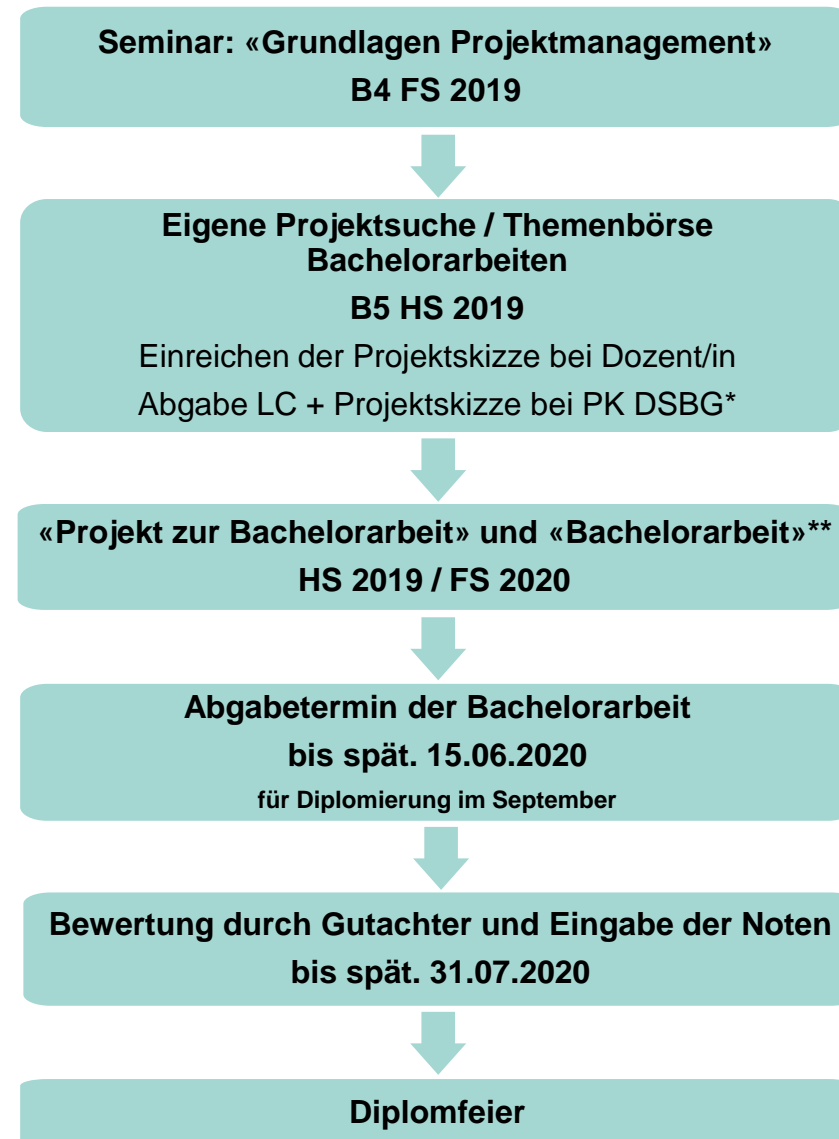 Seminar: «Grundlagen Projektmanagement»
B4 FS 2019
Eigene Projektsuche / Themenbörse
Bachelorarbeiten
B5 HS 2019
Einreichen der Projektskizze bei Dozent/in
Abgabe LC + Projektskizze bei PK DSBG*
«Projekt zur Bachelorarbeit» und «Bachelorarbeit»**
HS 2019 / FS 2020
Abgabetermin der Bachelorarbeit
bis spät. 15.06.2020
für Diplomierung im September
Bewertung durch Gutachter und Eingabe der Noten
bis spät. 31.07.2020
Diplomfeier